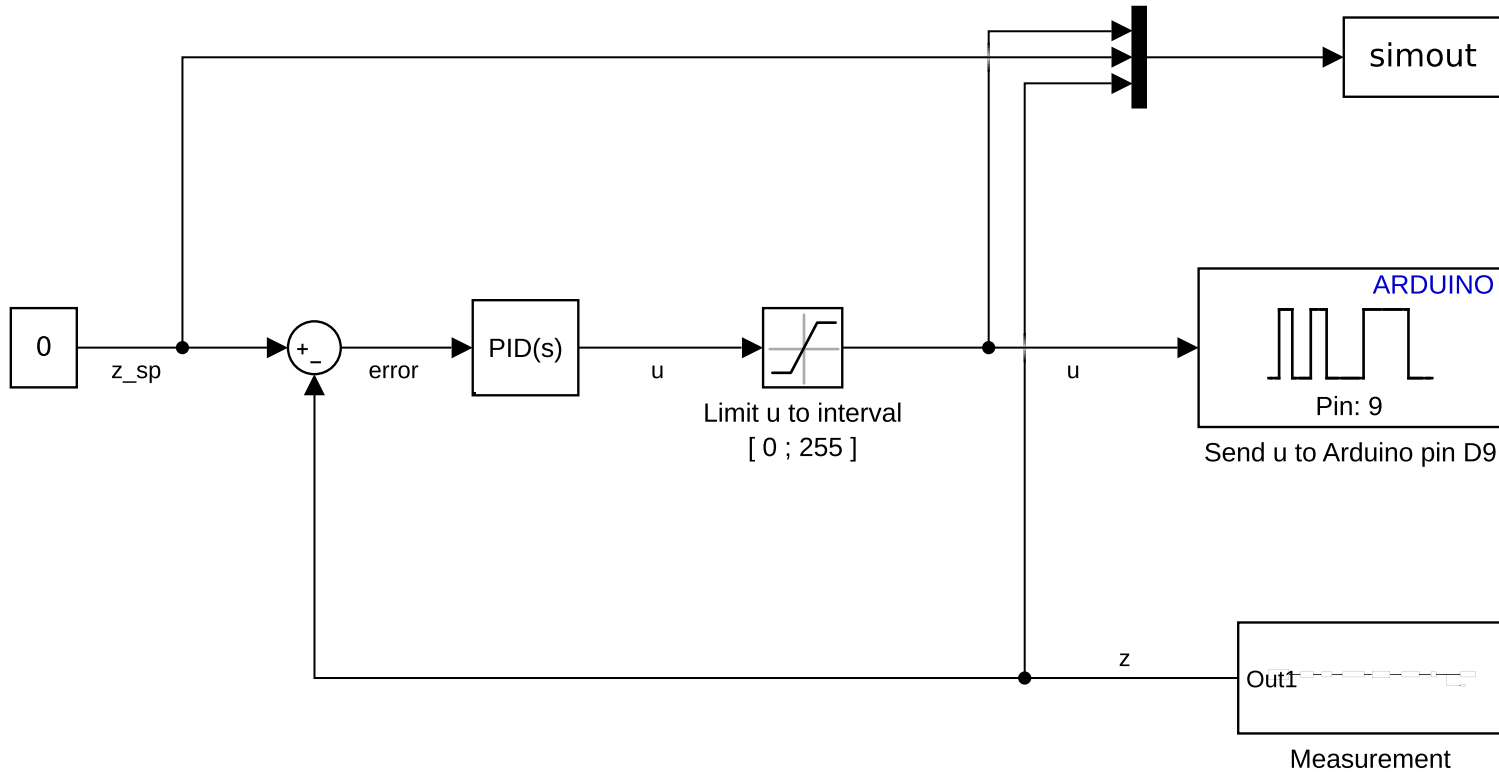 simout
ARDUINO
0
+
−
PID(s)
z_sp
error
u
u
Pin: 9
Limit u to interval
[ 0 ; 255 ]
Send u to Arduino pin D9
z
Out1
Measurement